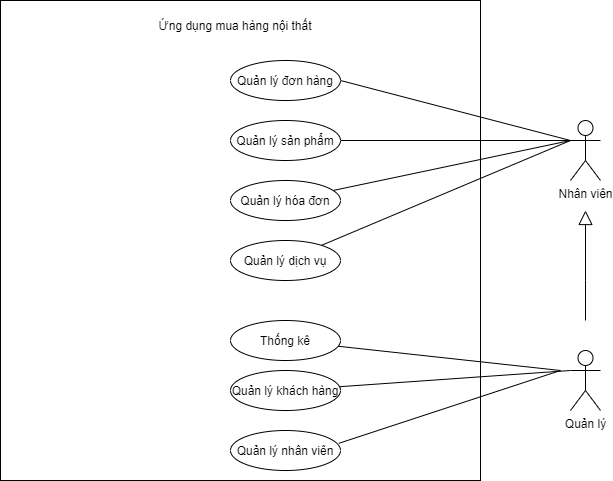 Ứng dụng mua hàng nội thất
Quản lý đơn hàng
Quản lý sản phẩm
Quản lý hóa đơn
Quản lý dịch vụ
Nhân viên
Thống kê
Quản lý khách hàng
Quản lý
Quản lý nhân viên